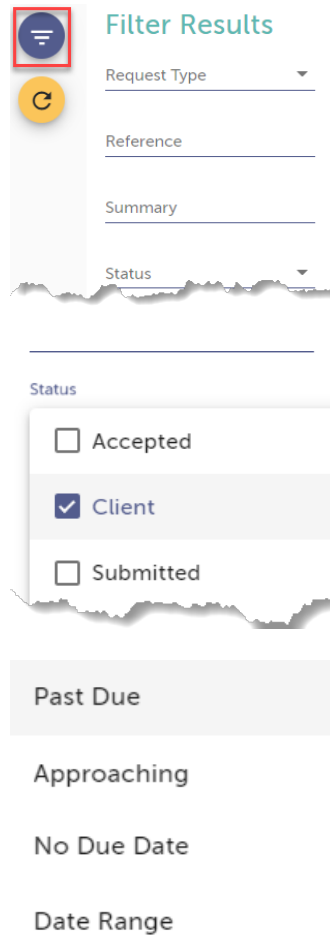 Filter Results
Request Type
Reference
Summary
Status
Status
Accepted
Client
Submitted
Past Due
Approaching
No Due Date
Date Range